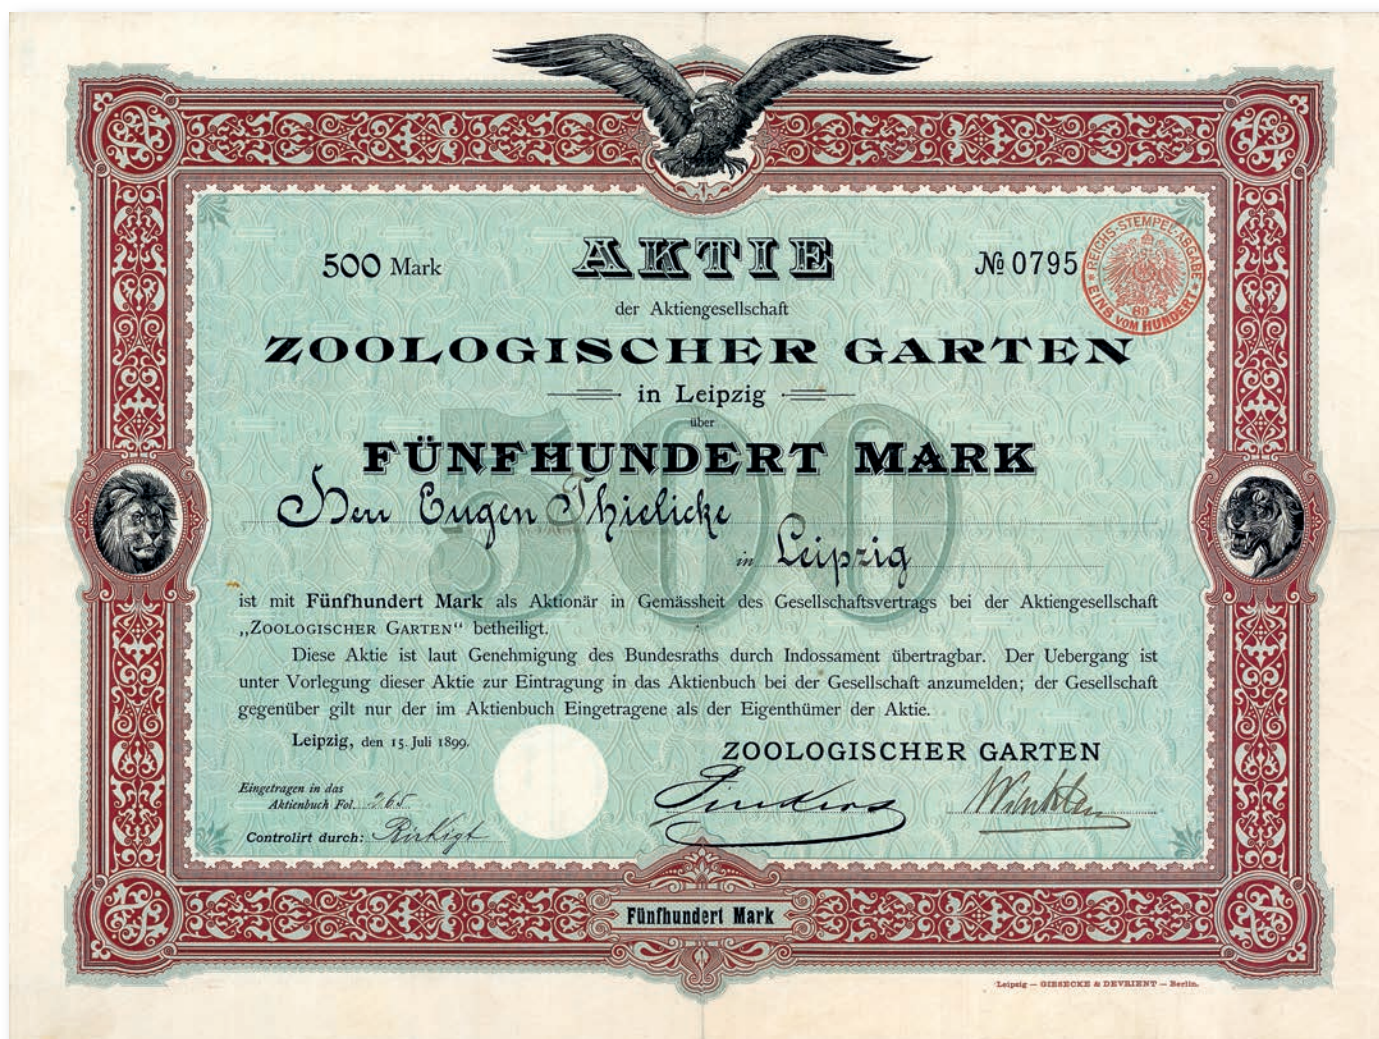 500 Mark
AKTIE
№ 0795
REICHS-STEMPEL-ABGABE
89
EINS VOM HUNDERT
der Aktiengesellschaft
ZOOLOGISCHER GARTEN
in Leipzig
über
500
FÜNFHUNDERT MARK
Herr Eugen Thielicke
in Leipzig
ist mit Fünfhundert Mark als Aktionär in Gemässheit des Gesellschaftsvertrags bei der Aktiengesellschaft
„ZOOLOGISCHER GARTEN“ betheiligt.
Diese Aktie ist laut Genehmigung des Bundesraths durch Indossament übertragbar. Der Uebergang ist
unter Vorlegung dieser Aktie zur Eintragung in das Aktienbuch bei der Gesellschaft anzumelden; der Gesellschaft
gegenüber gilt nur der im Aktienbuch Eingetragene als der Eigenthümer der Aktie.
Leipzig, den 15. Juli 1899.
ZOOLOGISCHER GARTEN
Eingetragen in das
Aktienbuch Fol. 265
Pinkert
Winkler
Controlirt durch:
Fünfhundert Mark
Leipzig — GIESECKE & DEVRIENT — Berlin.